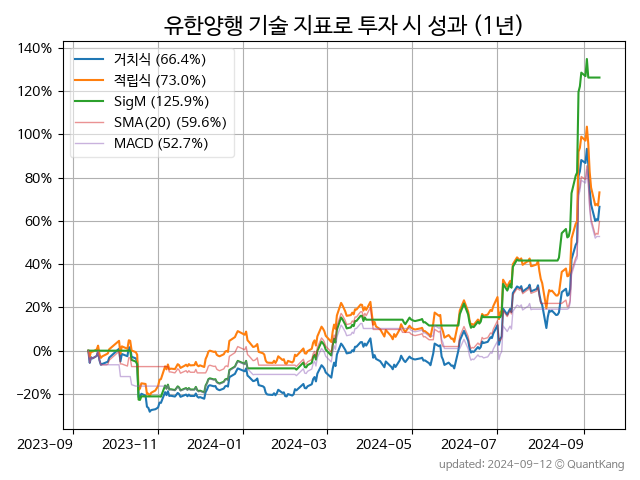 유한양행 기술 지표로 투자 시 성과 (1년)
140%
120%
100%
80%
60%
40%
20%
0%
−20%
거치식 (66.4%)
적립식 (73.0%)
SigM (125.9%)
SMA(20) (59.6%)
MACD (52.7%)
2023-09 2023-11 2024-01 2024-03 2024-05 2024-07 2024-09
updated: 2024-09-12 © QuantKang